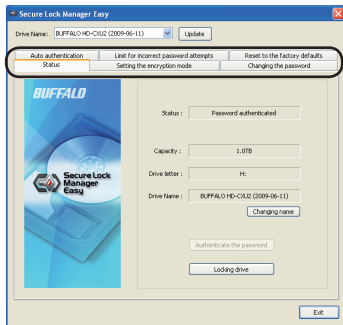 Secure Lock Manager Easy
Drive Name: BUFFALO HD-CXU2 (2009-06-11) Update
Auto authentication Limit for incorrect password attempts Reset to the factory defaults
Status Setting the encryption mode Changing the password
BUFFALO
Secure Lock
Manager
Easy
Status : Password authenticated
Capacity : 1.0TB
Drive letter : H:
Drive Name : BUFFALO HD-CXU2 (2009-06-11)
Changing name
Authenticate the password
Locking drive
Exit